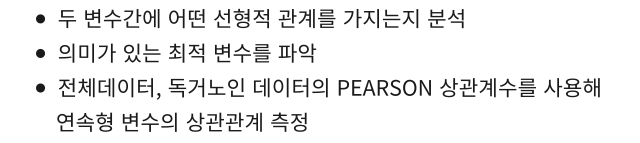 ● 두 변수간에 어떤 선형적 관계를 가지는지 분석
● 의미가 있는 최적 변수를 파악
● 전체데이터, 독거노인 데이터의 PEARSON 상관계수를 사용해
연속형 변수의 상관관계 측정